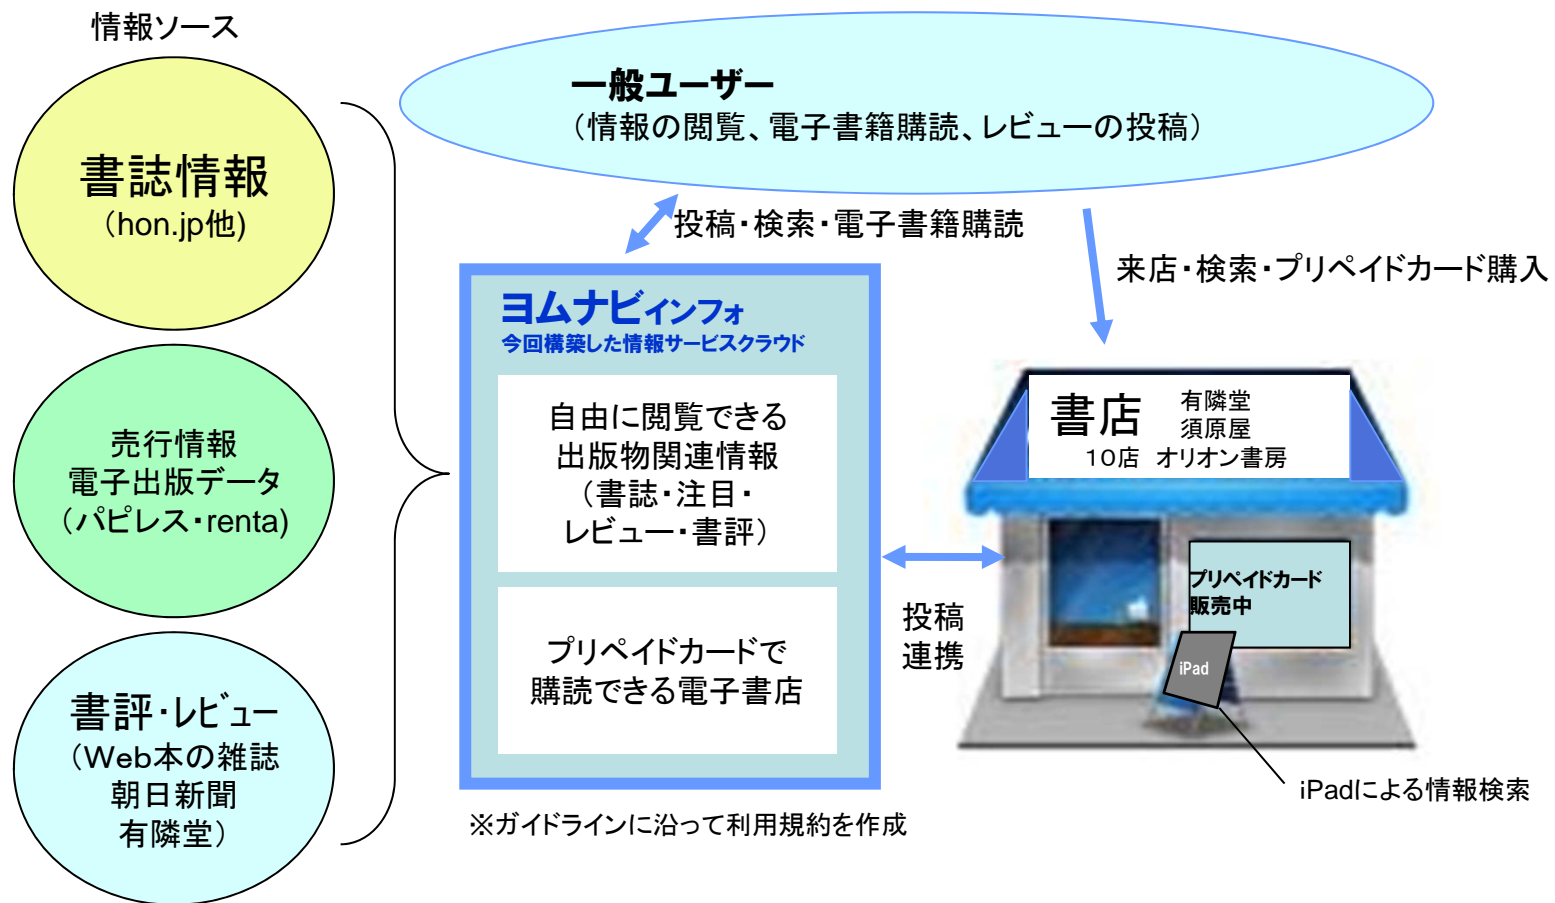 情報ソース
書誌情報
（hon.jp他)
売行情報
電子出版データ
（パピレス・renta)
書評・レビュー
（Web本の雑誌
朝日新聞
有隣堂）
一般ユーザー
（情報の閲覧、電子書籍購読、レビューの投稿）
投稿・検索・電子書籍購読
来店・検索・プリペイドカード購入
ヨムナビインフォ
今回構築した情報サービスクラウド
自由に閲覧できる
出版物関連情報
（書誌・注目・
レビュー・書評）
プリペイドカードで
購読できる電子書店
※ガイドラインに沿って利用規約を作成
投稿
連携
書店
有隣堂
須原屋
１０店 オリオン書房
プリペイドカード
販売中
iPad
iPadによる情報検索